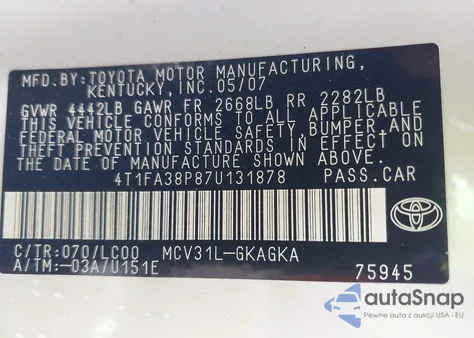 MFD.BY:TOYOTA MOTOR MANUFACTURING,
KENTUCKY,INC.05/07
GVWR 4442LB GAWR FR 2668LB RR 2282LB
THIS VEHICLE CONFORMS TO ALL APPLICABLE
FEDERAL MOTOR VEHICLE SAFETY, BUMPER, AND
THEFT PREVENTION STANDARDS IN EFFECT ON
THE DATE OF MANUFACTURE SHOWN ABOVE.
4T1FA38P87U131878 PASS.CAR
C/TR:070/LC00 MCV31L-GKAGKA
A/TM:-03A/U151E 75945
autoSnap
Pewne auta z aukcji USA i EU